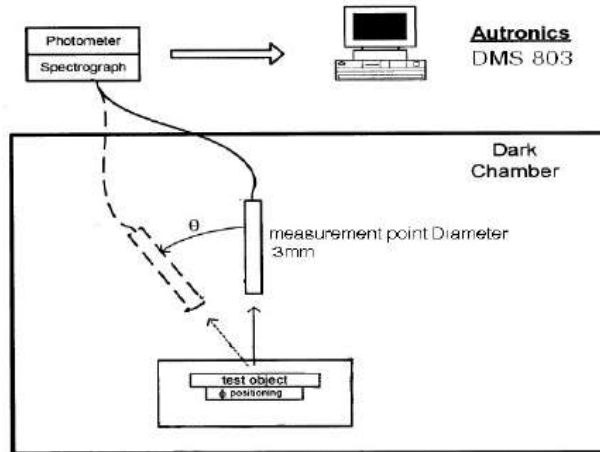 Photometer
Spectrograph
Autronics
DMS 803
Dark
Chamber
θ
measurement point Diameter
3mm
test object
ϕ positioning